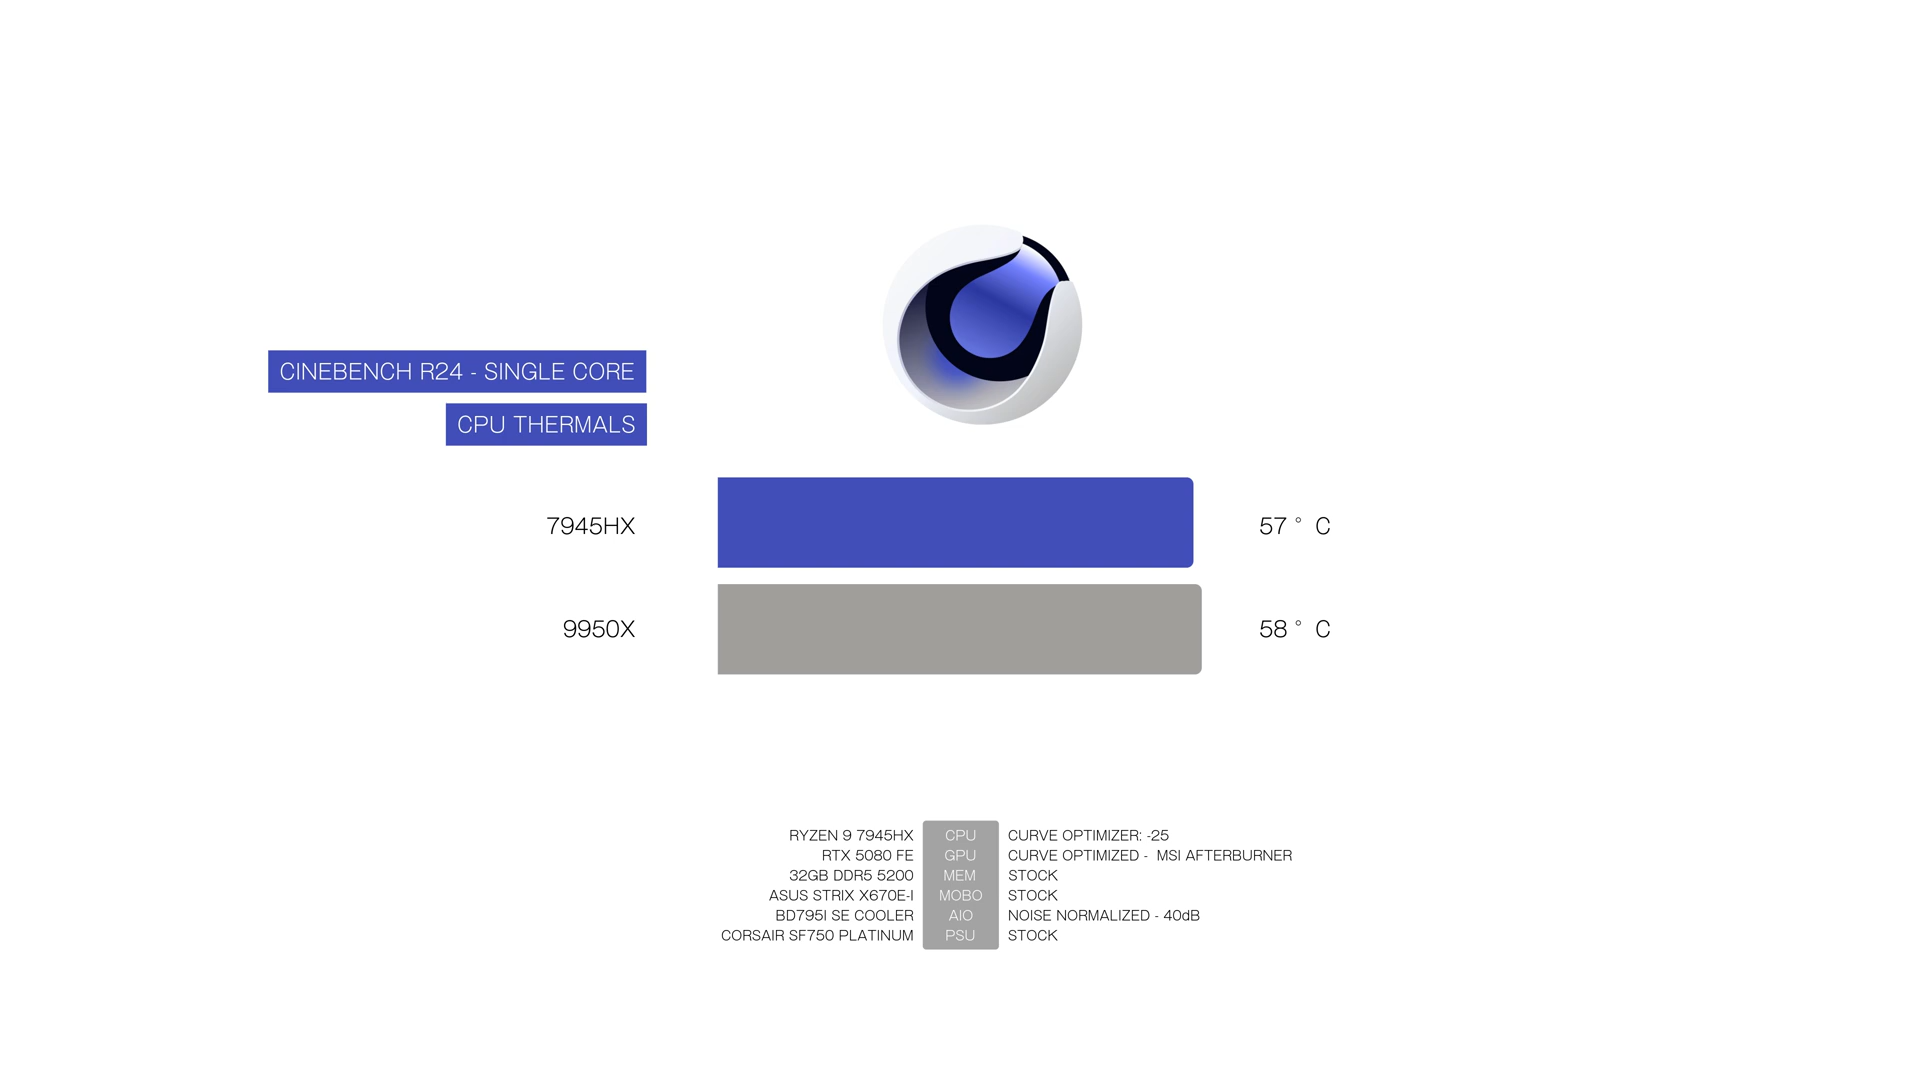 CINEBENCH R24 - SINGLE CORE
CPU THERMALS
7945HX 57° C
9950X 58° C
RYZEN 9 7945HX CPU CURVE OPTIMIZER: -25
RTX 5080 FE GPU CURVE OPTIMIZED - MSI AFTERBURNER
32GB DDR5 5200 MEM STOCK
ASUS STRIX X670E-I MOBO STOCK
BD795I SE COOLER AIO NOISE NORMALIZED - 40dB
CORSAIR SF750 PLATINUM PSU STOCK